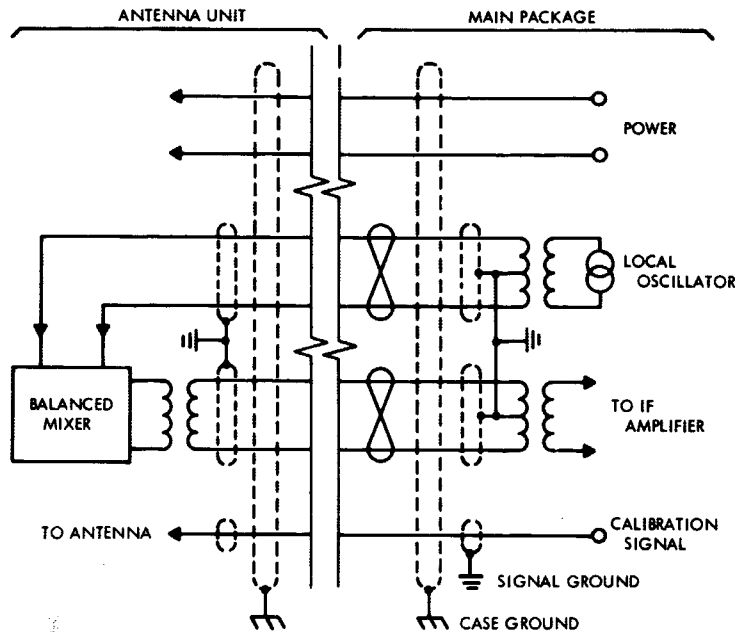 ANTENNA UNIT
MAIN PACKAGE
POWER
LOCAL
OSCILLATOR
BALANCED
MIXER
TO IF
AMPLIFIER
TO ANTENNA
CALIBRATION
SIGNAL
SIGNAL GROUND
CASE GROUND